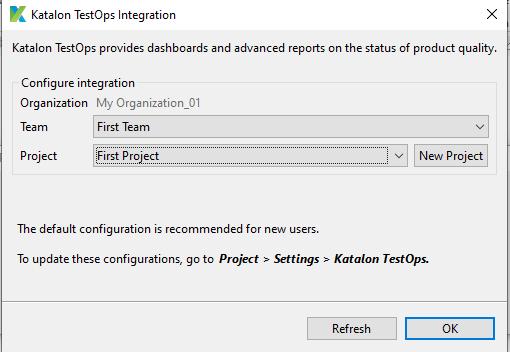 Katalon TestOps Integration
Katalon TestOps provides dashboards and advanced reports on the status of product quality.
Configure integration
Organization My Organization_01
Team First Team
Project First Project New Project
The default configuration is recommended for new users.
To update these configurations, go to Project > Settings > Katalon TestOps.
Refresh OK